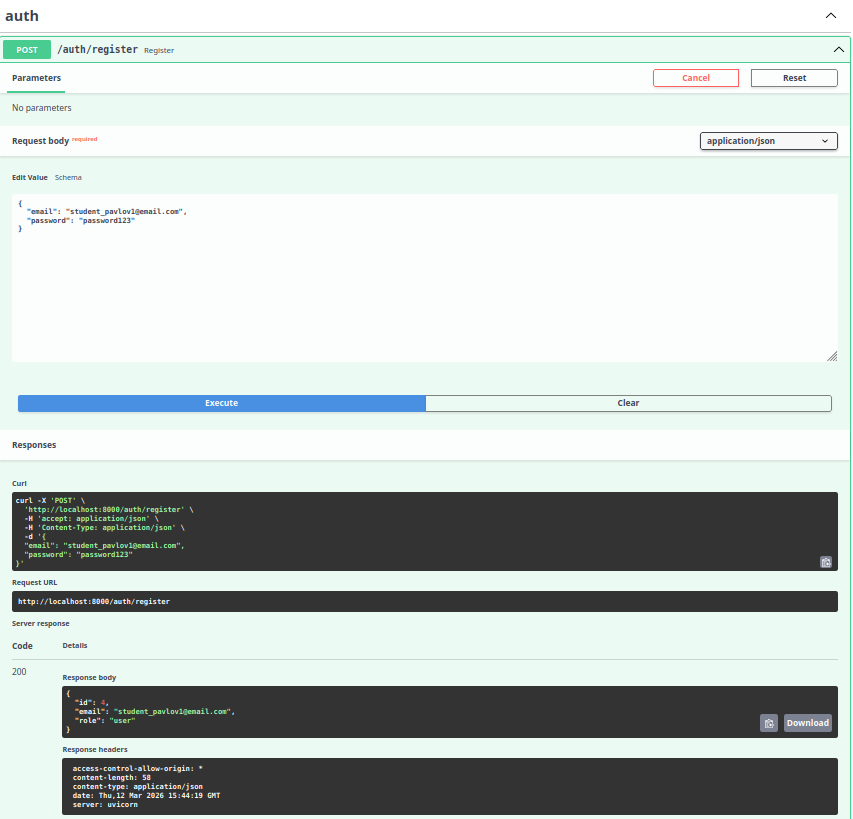 auth
POST /auth/register Register
Parameters
Cancel
Reset
No parameters
Request body required
application/json
Edit Value Schema
{
  "email": "student_pavlov1@email.com",
  "password": "password123"
}
Execute
Clear
Responses
Curl
curl -X 'POST' \
  'http://localhost:8000/auth/register' \
  -H 'accept: application/json' \
  -H 'Content-Type: application/json' \
  -d '{
  "email": "student_pavlov1@email.com",
  "password": "password123"
}'
Request URL
http://localhost:8000/auth/register
Server response
Code Details
200
Response body
{
  "id": 4,
  "email": "student_pavlov1@email.com",
  "role": "user"
}
Download
Response headers
access-control-allow-origin: *
content-length: 58
content-type: application/json
date: Thu,12 Mar 2026 15:44:19 GMT
server: uvicorn